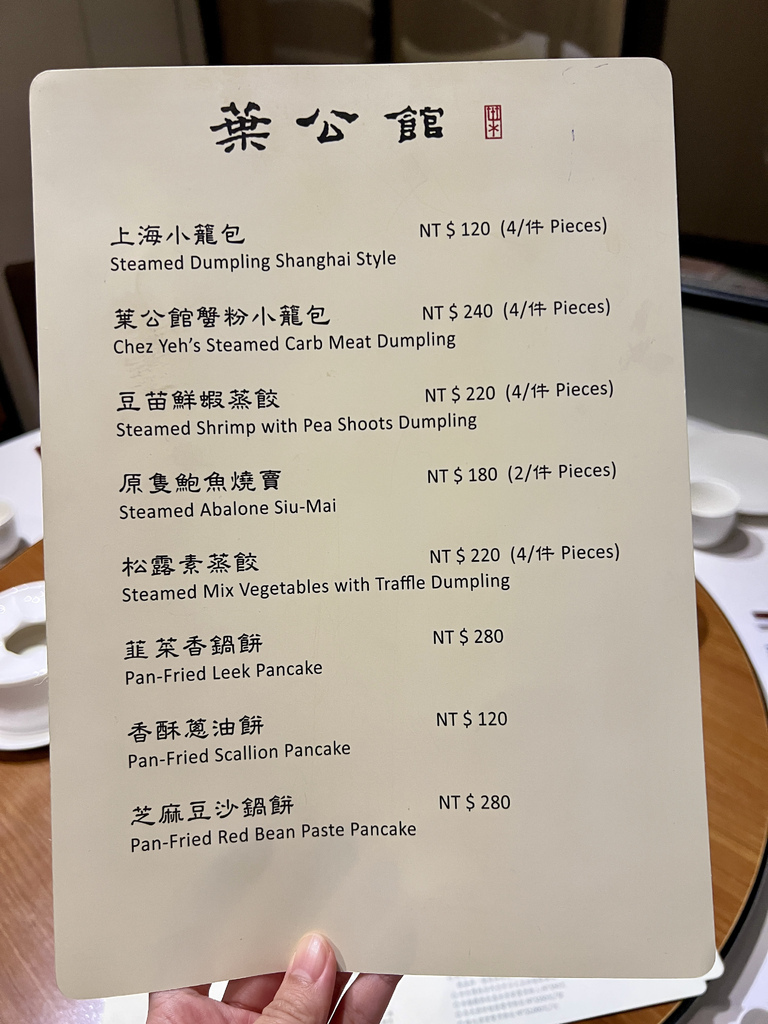 葉公館
上海小籠包 NT $ 120 (4/件 Pieces)
Steamed Dumpling Shanghai Style
葉公館蟹粉小籠包 NT $ 240 (4/件 Pieces)
Chez Yeh's Steamed Carb Meat Dumpling
豆苗鮮蝦蒸餃 NT $ 220 (4/件 Pieces)
Steamed Shrimp with Pea Shoots Dumpling
原隻鮑魚燒賣 NT $ 180 (2/件 Pieces)
Steamed Abalone Siu-Mai
松露素蒸餃 NT $ 220 (4/件 Pieces)
Steamed Mix Vegetables with Traffle Dumpling
韮菜香鍋餅 NT $ 280
Pan-Fried Leek Pancake
香酥蔥油餅 NT $ 120
Pan-Fried Scallion Pancake
芝麻豆沙鍋餅 NT $ 280
Pan-Fried Red Bean Paste Pancake